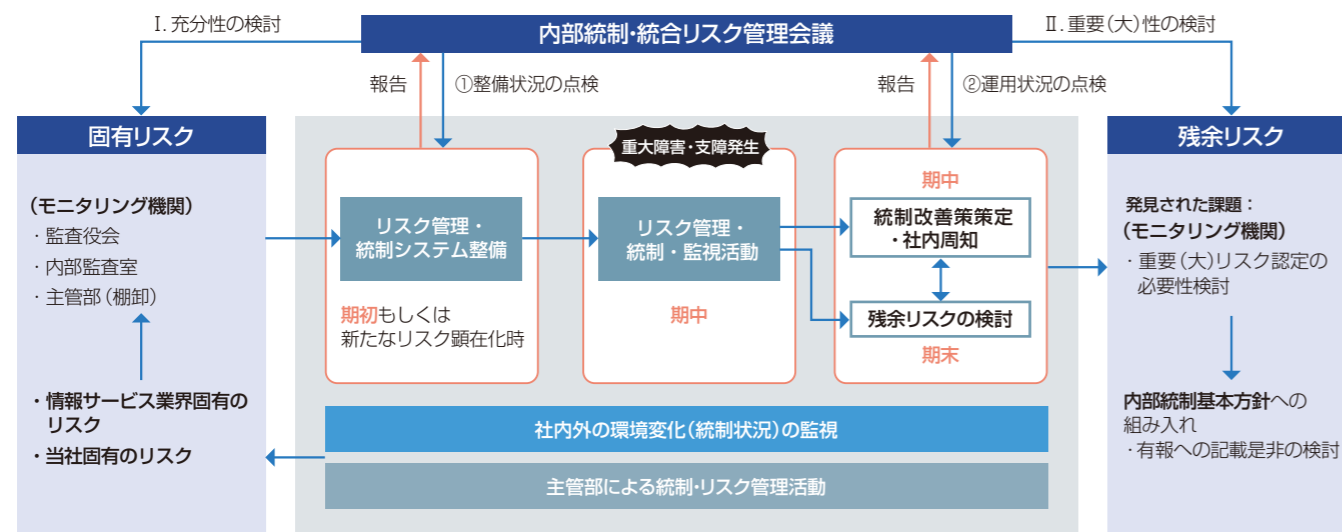 Ⅰ. 充分性の検討
内部統制・統合リスク管理会議
Ⅱ. 重要(大)性の検討
報告
①整備状況の点検
報告
②運用状況の点検
固有リスク
(モニタリング機関)
・監査役会
・内部監査室
・主管部(棚卸)
・情報サービス業界固有の
リスク
・当社固有のリスク
リスク管理・
統制システム整備
期初もしくは
新たなリスク顕在化時
重大障害・支障発生
リスク管理・
統制・監視活動
期中
期中
統制改善策策定
・社内周知
残余リスクの検討
期末
社内外の環境変化(統制状況)の監視
主管部による統制・リスク管理活動
残余リスク
発見された課題：
(モニタリング機関)
・重要(大)リスク認定の
必要性検討
内部統制基本方針への
組み入れ
・有報への記載是非の検討